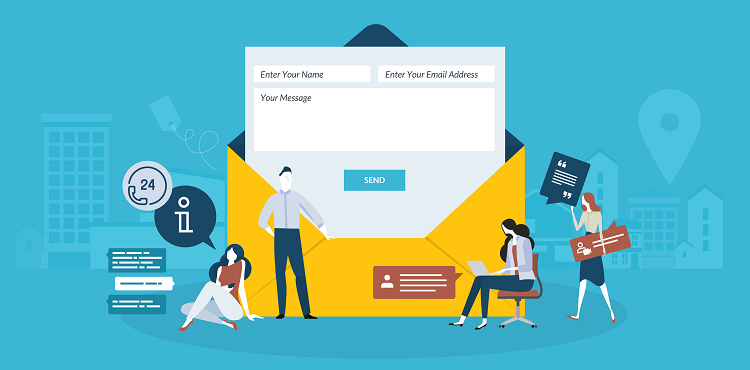 Enter Your Name
Enter Your Email Address
Your Message
SEND
24
i